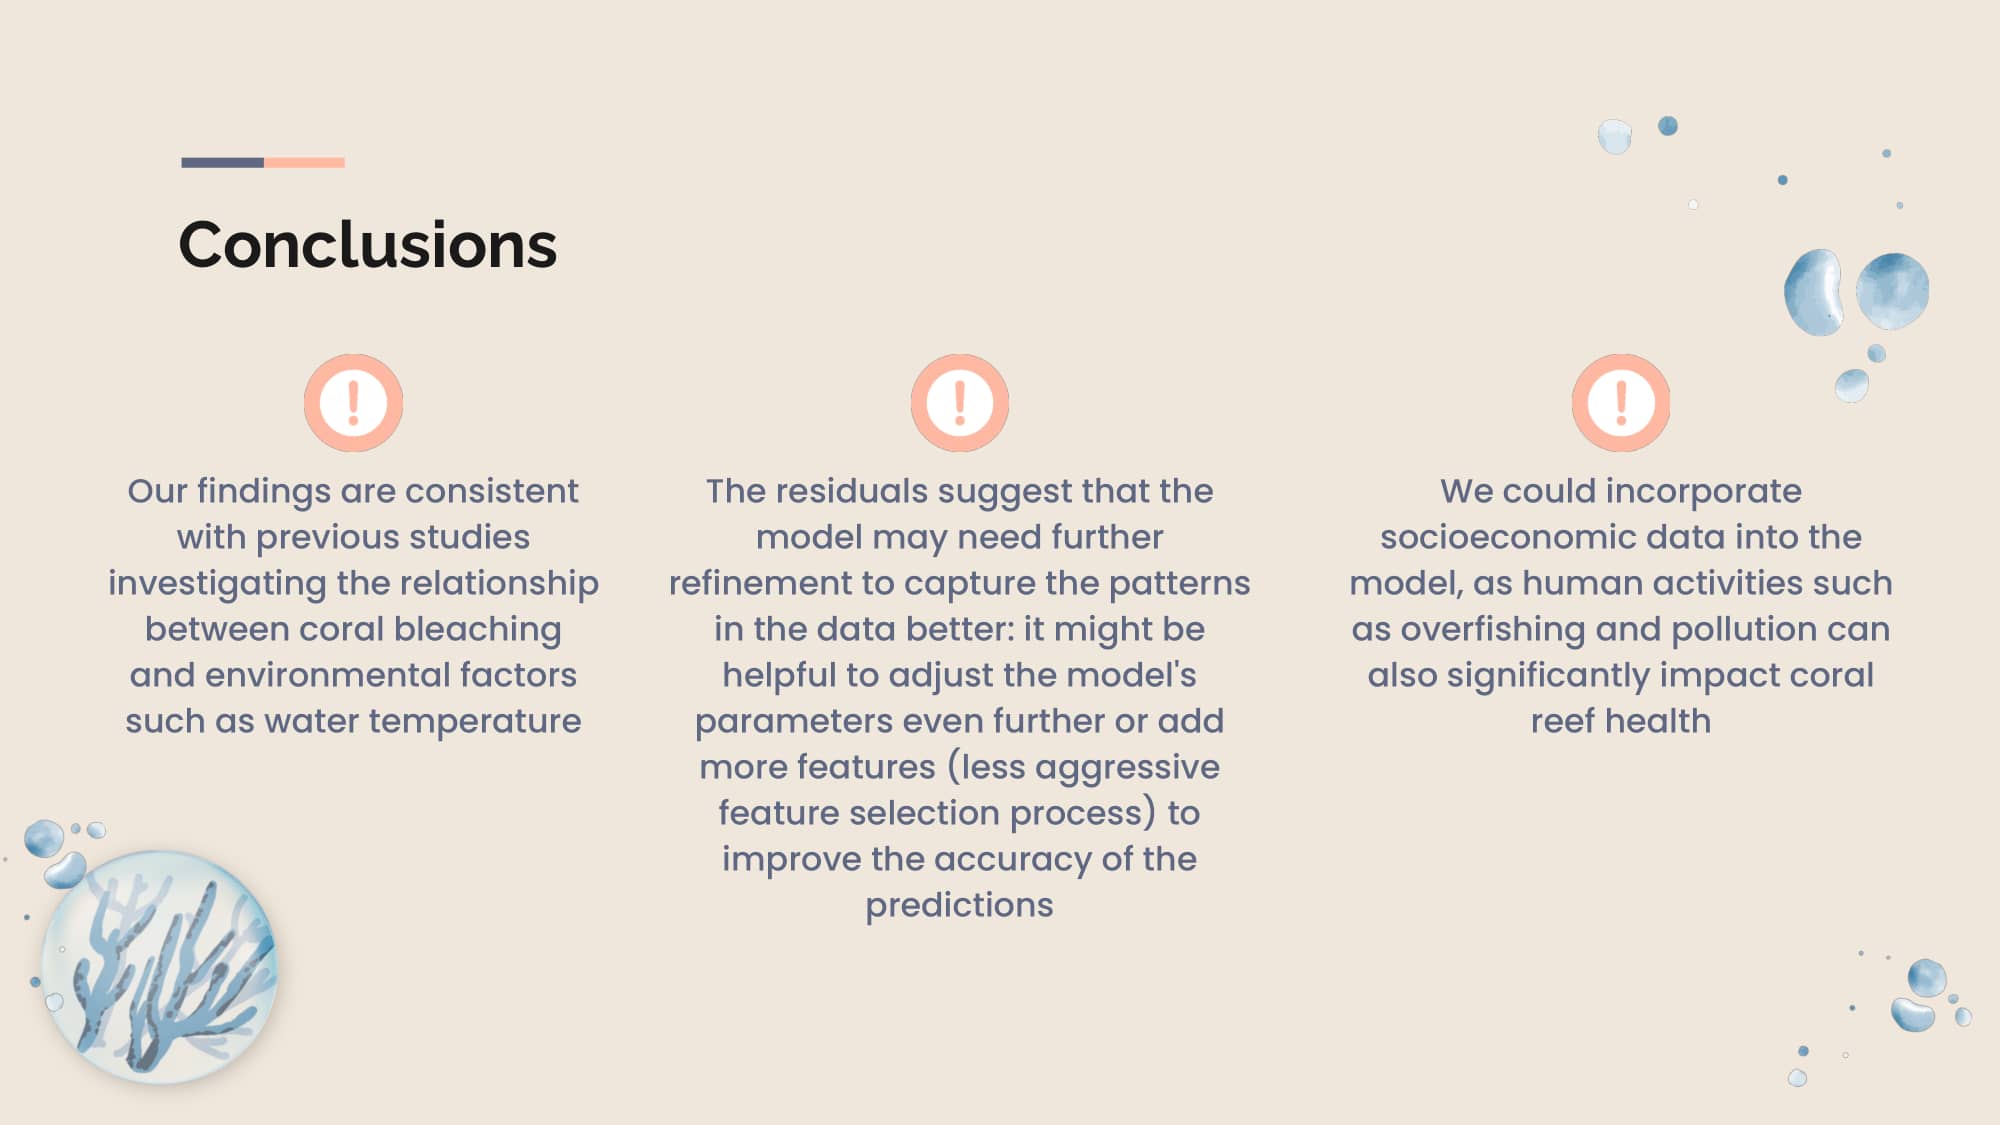 Conclusions
Our findings are consistent
with previous studies
investigating the relationship
between coral bleaching
and environmental factors
such as water temperature
The residuals suggest that the
model may need further
refinement to capture the patterns
in the data better: it might be
helpful to adjust the model's
parameters even further or add
more features (less aggressive
feature selection process) to
improve the accuracy of the
predictions
We could incorporate
socioeconomic data into the
model, as human activities such
as overfishing and pollution can
also significantly impact coral
reef health